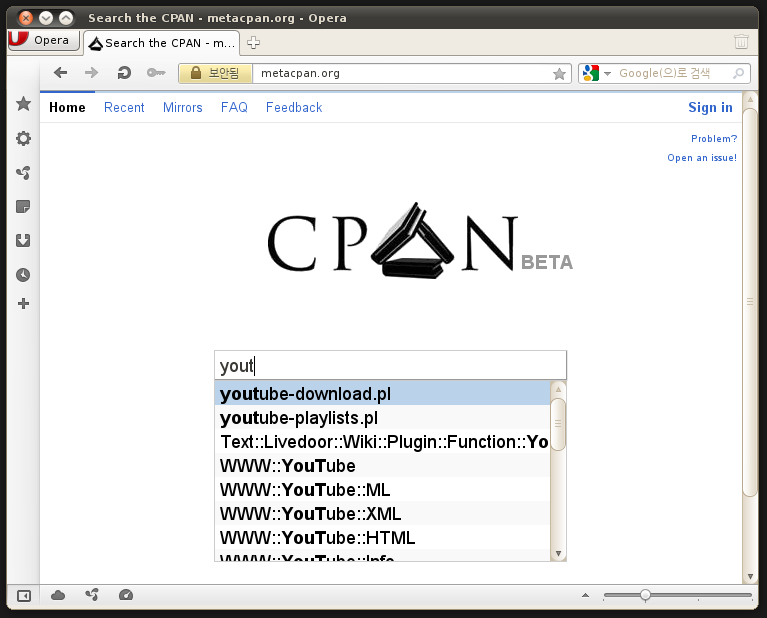 Search the CPAN - metacpan.org - Opera
Opera
Search the CPAN - m...
보안됨
metacpan.org
Google(으)로 검색
Home Recent Mirrors FAQ Feedback Sign in
Problem?
Open an issue!
CPAN BETA
yout
youtube-download.pl
youtube-playlists.pl
Text::Livedoor::Wiki::Plugin::Function::Yo
WWW::YouTube
WWW::YouTube::ML
WWW::YouTube::XML
WWW::YouTube::HTML
WWW::YouTube::Info